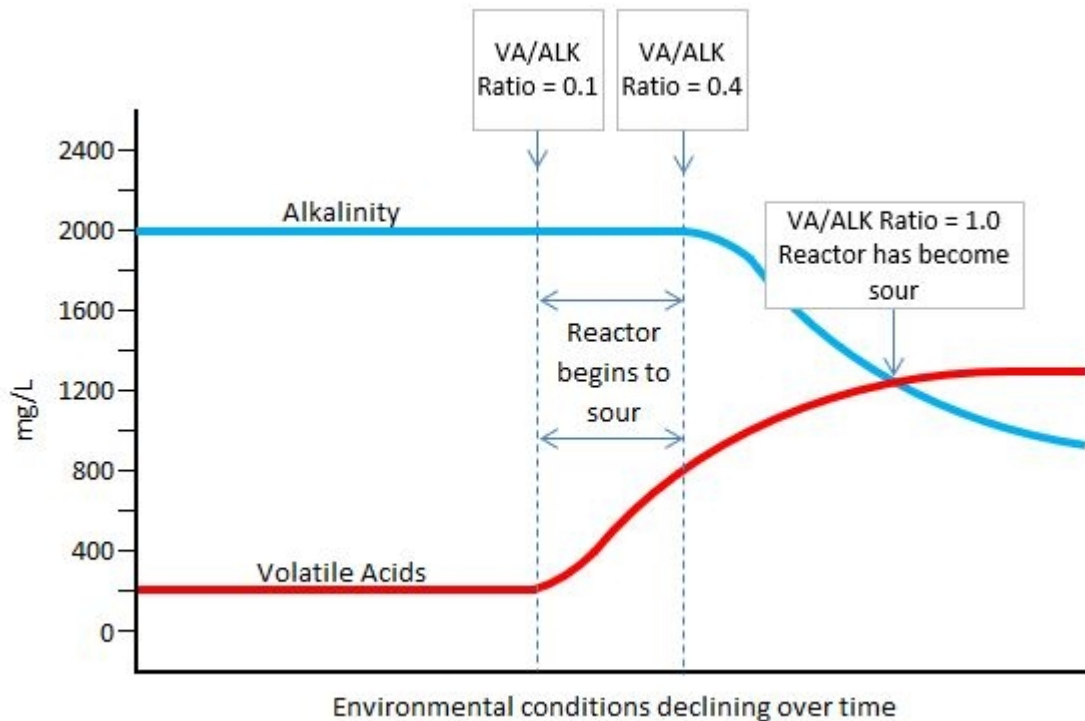 VA/ALK
Ratio = 0.1
VA/ALK
Ratio = 0.4
2400
2000
1600
1200
800
400
0
mg/L
Alkalinity
VA/ALK Ratio = 1.0
Reactor has become
sour
Reactor
begins to
sour
Volatile Acids
Environmental conditions declining over time